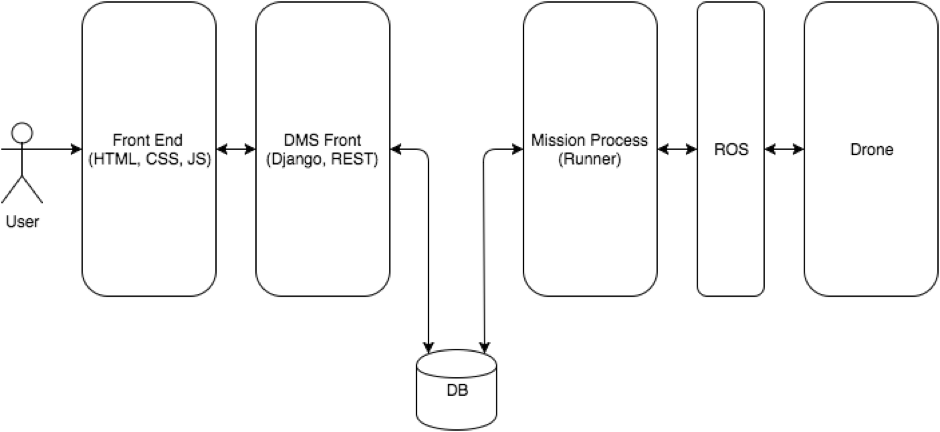 User
Front End
(HTML, CSS, JS)
DMS Front
(Django, REST)
DB
Mission Process
(Runner)
ROS
Drone